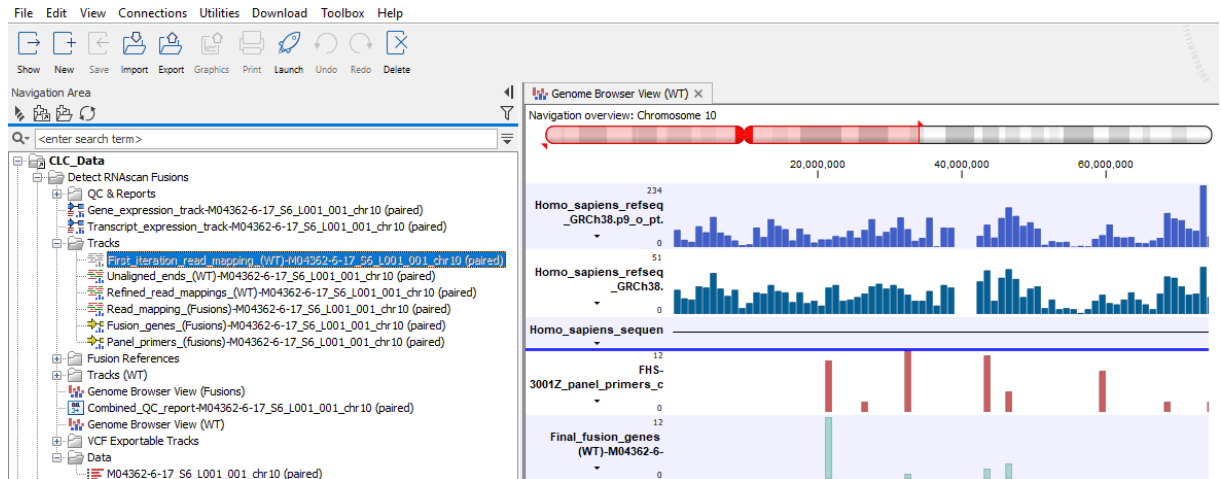 File Edit View Connections Utilities Download Toolbox Help
Show New Save Import Export Graphics Print Launch Undo Redo Delete
Navigation Area
<enter search term>
CLC_Data
Detect RNAscan Fusions
QC & Reports
Gene_expression_track-M04362-6-17_S6_L001_001_chr10 (paired)
Transcript_expression_track-M04362-6-17_S6_L001_001_chr10 (paired)
Tracks
First_iteration_read_mapping_(WT)-M04362-6-17_S6_L001_001_chr10 (paired)
Unaligned_ends_(WT)-M04362-6-17_S6_L001_001_chr10 (paired)
Refined_read_mappings_(WT)-M04362-6-17_S6_L001_001_chr10 (paired)
Read_mapping_(Fusions)-M04362-6-17_S6_L001_001_chr10 (paired)
Fusion_genes_(Fusions)-M04362-6-17_S6_L001_001_chr10 (paired)
Panel_primers_(fusions)-M04362-6-17_S6_L001_001_chr10 (paired)
Fusion References
Tracks (WT)
Genome Browser View (Fusions)
Combined_QC_report-M04362-6-17_S6_L001_001_chr10 (paired)
Genome Browser View (WT)
VCF Exportable Tracks
Data
M04362-6-17_S6_L001_001_chr10 (paired)
Genome Browser View (WT)
Navigation overview: Chromosome 10
20,000,000 40,000,000 60,000,000
234
Homo_sapiens_refseq
_GRCh38.p9_o_pt.
0
51
Homo_sapiens_refseq
_GRCh38.
0
Homo_sapiens_sequen
12
FHS-
3001Z_panel_primers_c
0
12
Final_fusion_genes
(WT)-M04362-6-
0